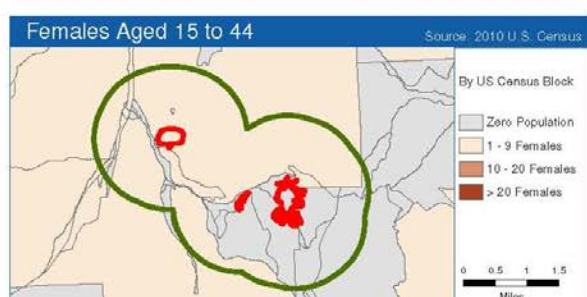 Females Aged 15 to 44
Source: 2010 U.S. Census
By US Census Block
Zero Population
1 - 9 Females
10 - 20 Females
> 20 Females
0 0.5 1 1.5
Miles